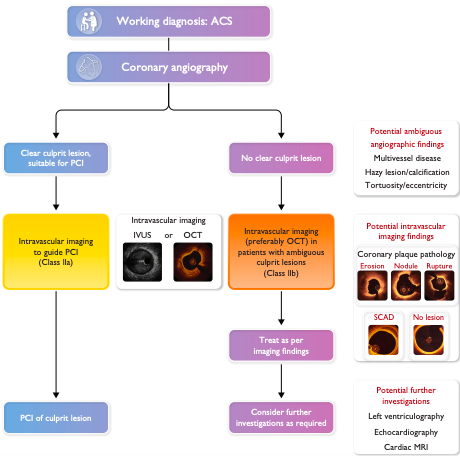 Working diagnosis: ACS
Coronary angiography
Clear culprit lesion,
suitable for PCI
No clear culprit lesion
Potential ambiguous
angiographic findings
Multivessel disease
Hazy lesion/calcification
Tortuosity/eccentricity
Intravascular imaging
to guide PCI
(Class IIa)
Intravascular imaging
IVUS or OCT
Intravascular imaging
(preferably OCT) in
patients with ambiguous
culprit lesions
(Class IIb)
Potential intravascular
imaging findings
Coronary plaque pathology
Erosion Nodule Rupture
SCAD No lesion
Treat as per
imaging findings
PCI of culprit lesion
Consider further
investigations as required
Potential further
investigations
Left ventriculography
Echocardiography
Cardiac MRI